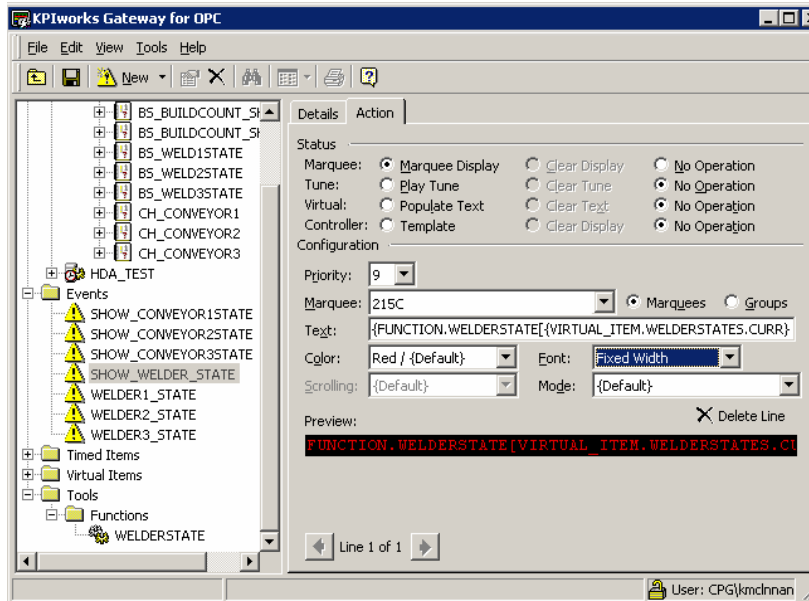 KPIworks Gateway for OPC
File Edit View Tools Help
New
BS_BUILDCOUNT_SH
BS_BUILDCOUNT_SH
BS_WELD1STATE
BS_WELD2STATE
BS_WELD3STATE
CH_CONVEYOR1
CH_CONVEYOR2
CH_CONVEYOR3
HDA_TEST
Events
SHOW_CONVEYOR1STATE
SHOW_CONVEYOR2STATE
SHOW_CONVEYOR3STATE
SHOW_WELDER_STATE
WELDER1_STATE
WELDER2_STATE
WELDER3_STATE
Timed Items
Virtual Items
Tools
Functions
WELDERSTATE
Details Action
Status
Marquee: Marquee Display Clear Display No Operation
Tune: Play Tune Clear Tune No Operation
Virtual: Populate Text Clear Text No Operation
Controller: Template Clear Display No Operation
Configuration
Priority: 9
Marquee: 215C Marquees Groups
Text: {FUNCTION.WELDERSTATE[{VIRTUAL_ITEM.WELDERSTATES.CURR}
Color: Red / {Default} Font: Fixed Width
Scrolling: {Default} Mode: {Default}
Preview: Delete Line
FUNCTION.WELDERSTATE[VIRTUAL_ITEM.WELDERSTATES.CU
Line 1 of 1
User: CPG\kmclnnan